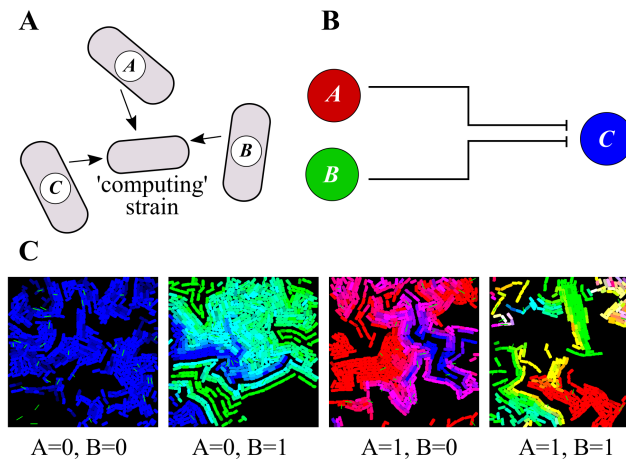 A
B
A
B
C
'computing'
strain
A
B
C
C
A=0, B=0
A=0, B=1
A=1, B=0
A=1, B=1